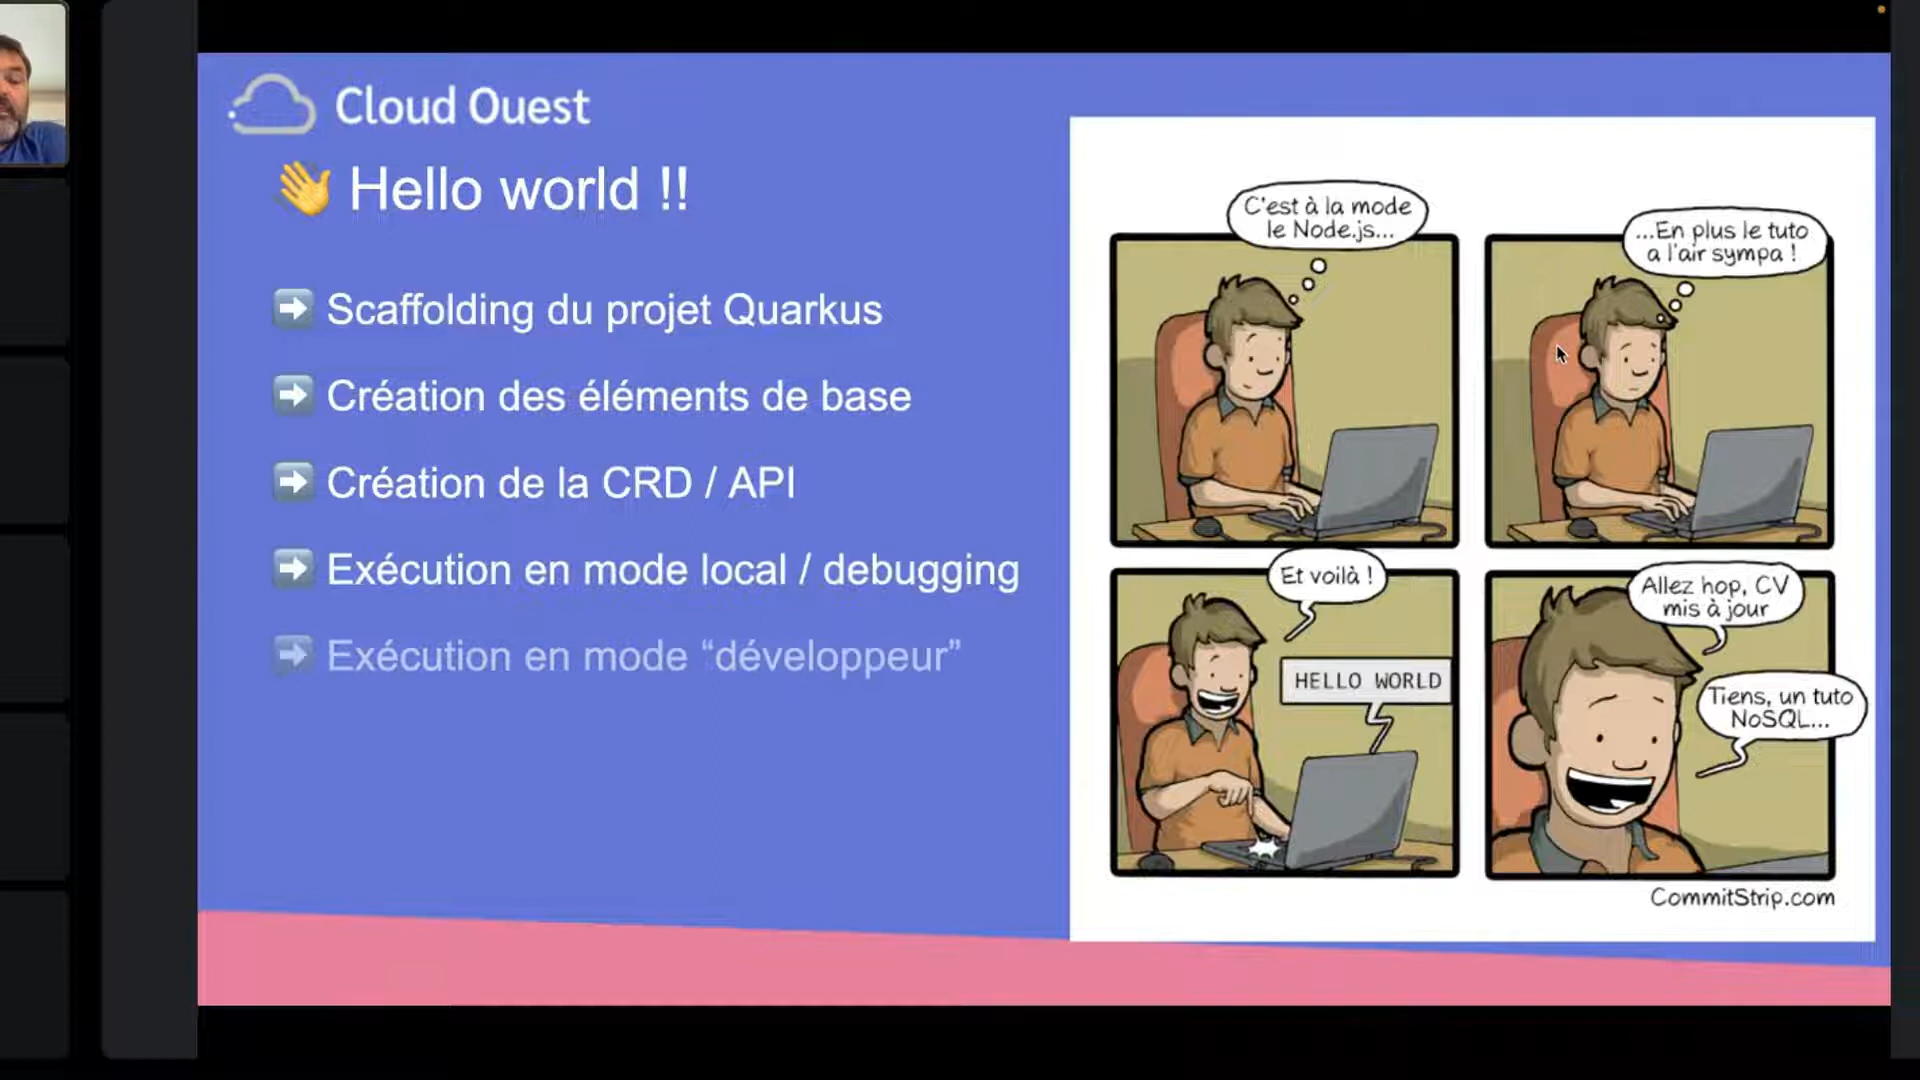 Cloud Ouest
👋 Hello world !!
➡️ Scaffolding du projet Quarkus
➡️ Création des éléments de base
➡️ Création de la CRD / API
➡️ Exécution en mode local / debugging
➡️ Exécution en mode “développeur”
C'est à la mode
le Node.js...
...En plus le tuto
a l'air sympa !
Et voilà !
HELLO WORLD
Allez hop, CV
mis à jour
Tiens, un tuto
NoSQL...
CommitStrip.com